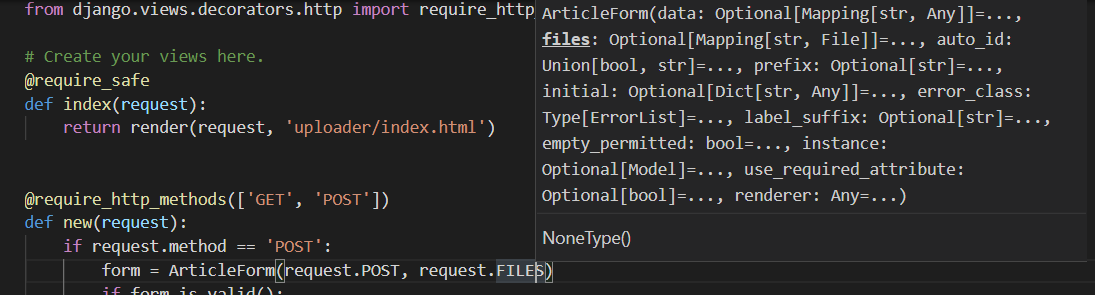 from django.views.decorators.http import require_http
# Create your views here.
@require_safe
def index(request):
    return render(request, 'uploader/index.html')
@require_http_methods(['GET', 'POST'])
def new(request):
    if request.method == 'POST':
        form = ArticleForm(request.POST, request.FILES)
        if form.is_valid():
ArticleForm(data: Optional[Mapping[str, Any]]=...,
files: Optional[Mapping[str, File]]=..., auto_id:
Union[bool, str]=..., prefix: Optional[str]=...,
initial: Optional[Dict[str, Any]]=..., error_class:
Type[ErrorList]=..., label_suffix: Optional[str]=...,
empty_permitted: bool=..., instance:
Optional[Model]=..., use_required_attribute:
Optional[bool]=..., renderer: Any=...)
NoneType()